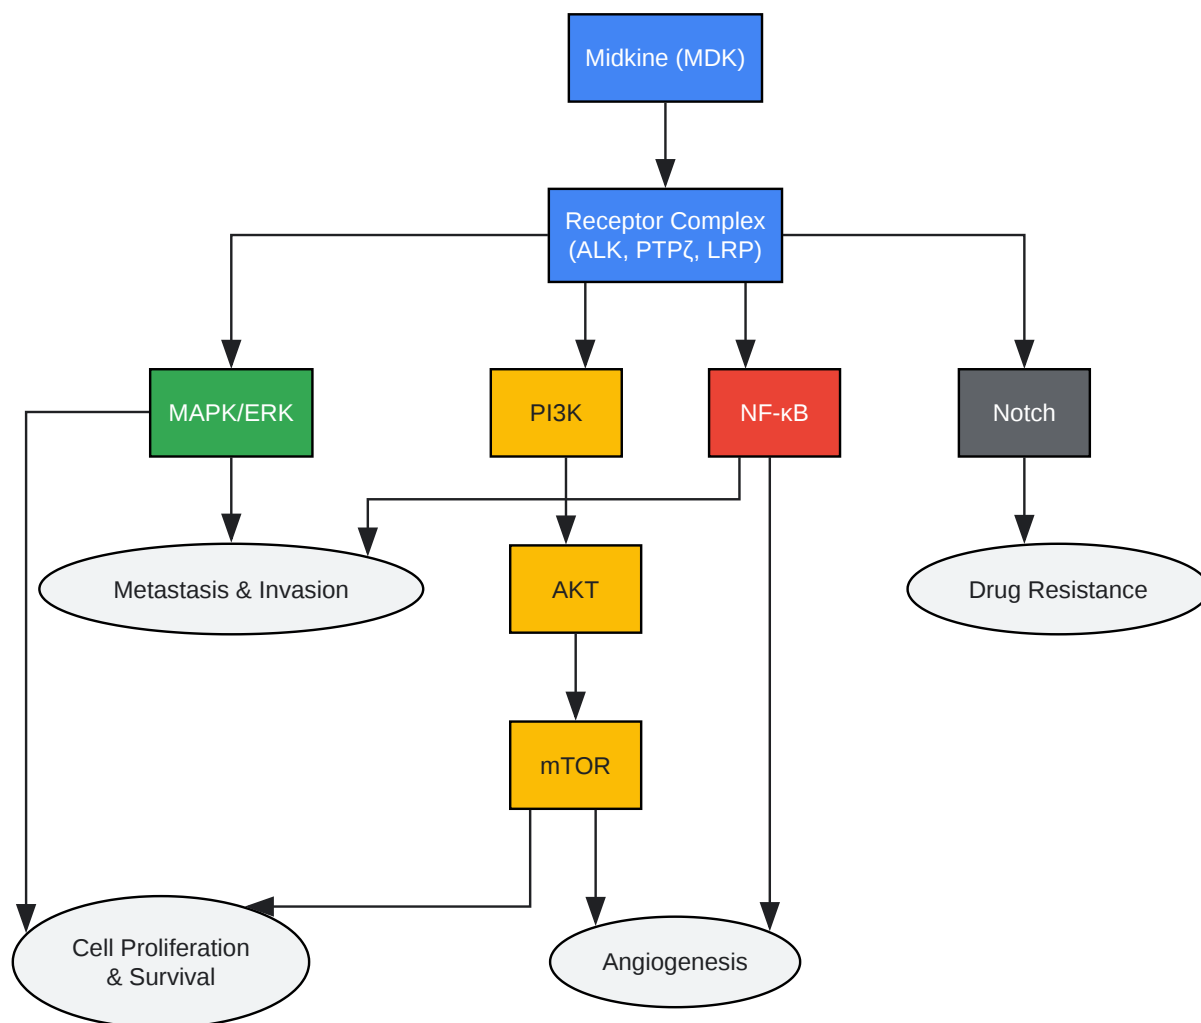 Midkine (MDK)
Receptor Complex
(ALK, PTPζ, LRP)
MAPK/ERK
PI3K
NF-κB
Notch
Metastasis & Invasion
AKT
Drug Resistance
mTOR
Cell Proliferation
& Survival
Angiogenesis